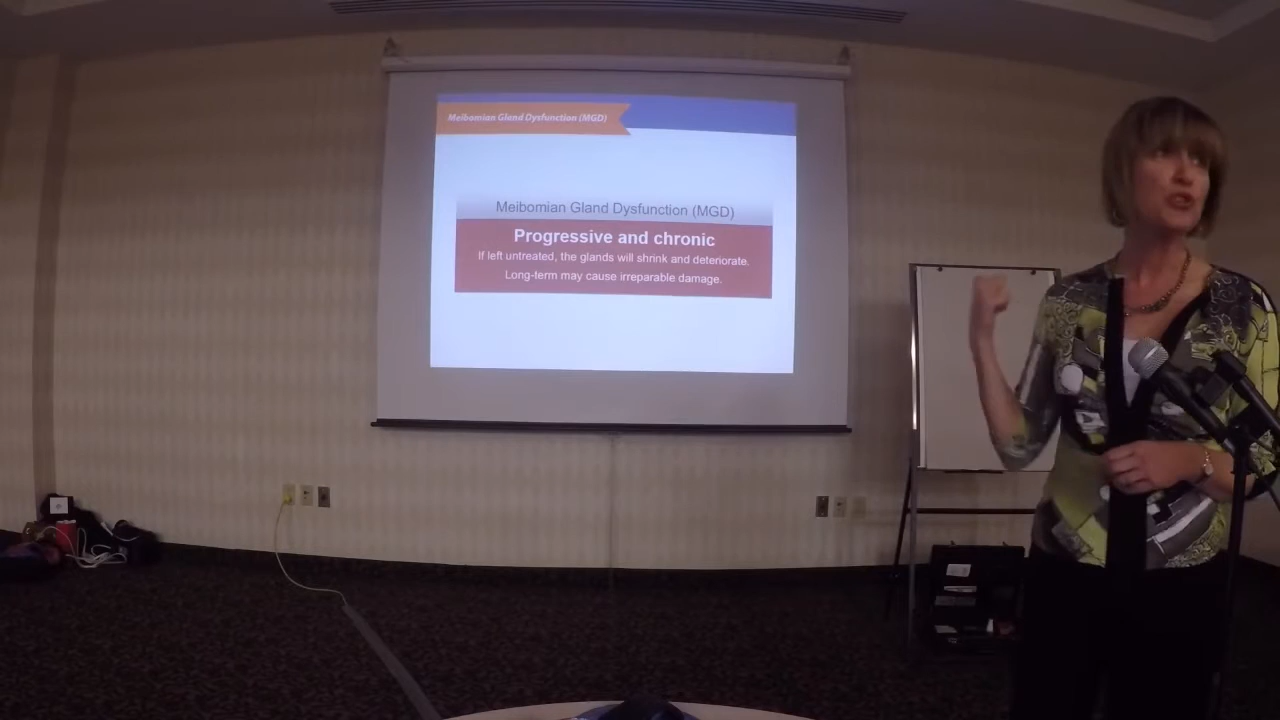 Meibomian Gland Dysfunction (MGD)
Meibomian Gland Dysfunction (MGD)
Progressive and chronic
If left untreated, the glands will shrink and deteriorate.
Long-term may cause irreparable damage.